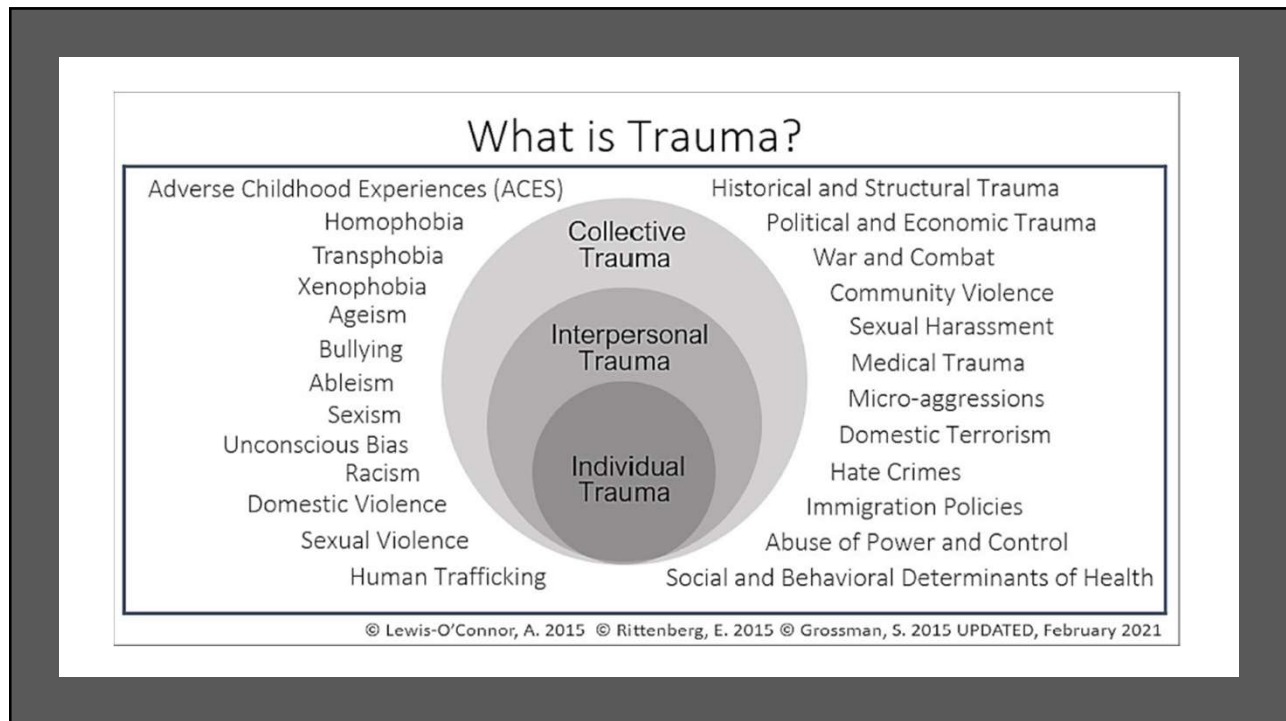 What is Trauma?
Adverse Childhood Experiences (ACES)
Homophobia
Transphobia
Xenophobia
Ageism
Bullying
Ableism
Sexism
Unconscious Bias
Racism
Domestic Violence
Sexual Violence
Human Trafficking
Collective
Trauma
Interpersonal
Trauma
Individual
Trauma
Historical and Structural Trauma
Political and Economic Trauma
War and Combat
Community Violence
Sexual Harassment
Medical Trauma
Micro-aggressions
Domestic Terrorism
Hate Crimes
Immigration Policies
Abuse of Power and Control
Social and Behavioral Determinants of Health
© Lewis-O'Connor, A. 2015 © Rittenberg, E. 2015 © Grossman, S. 2015 UPDATED, February 2021